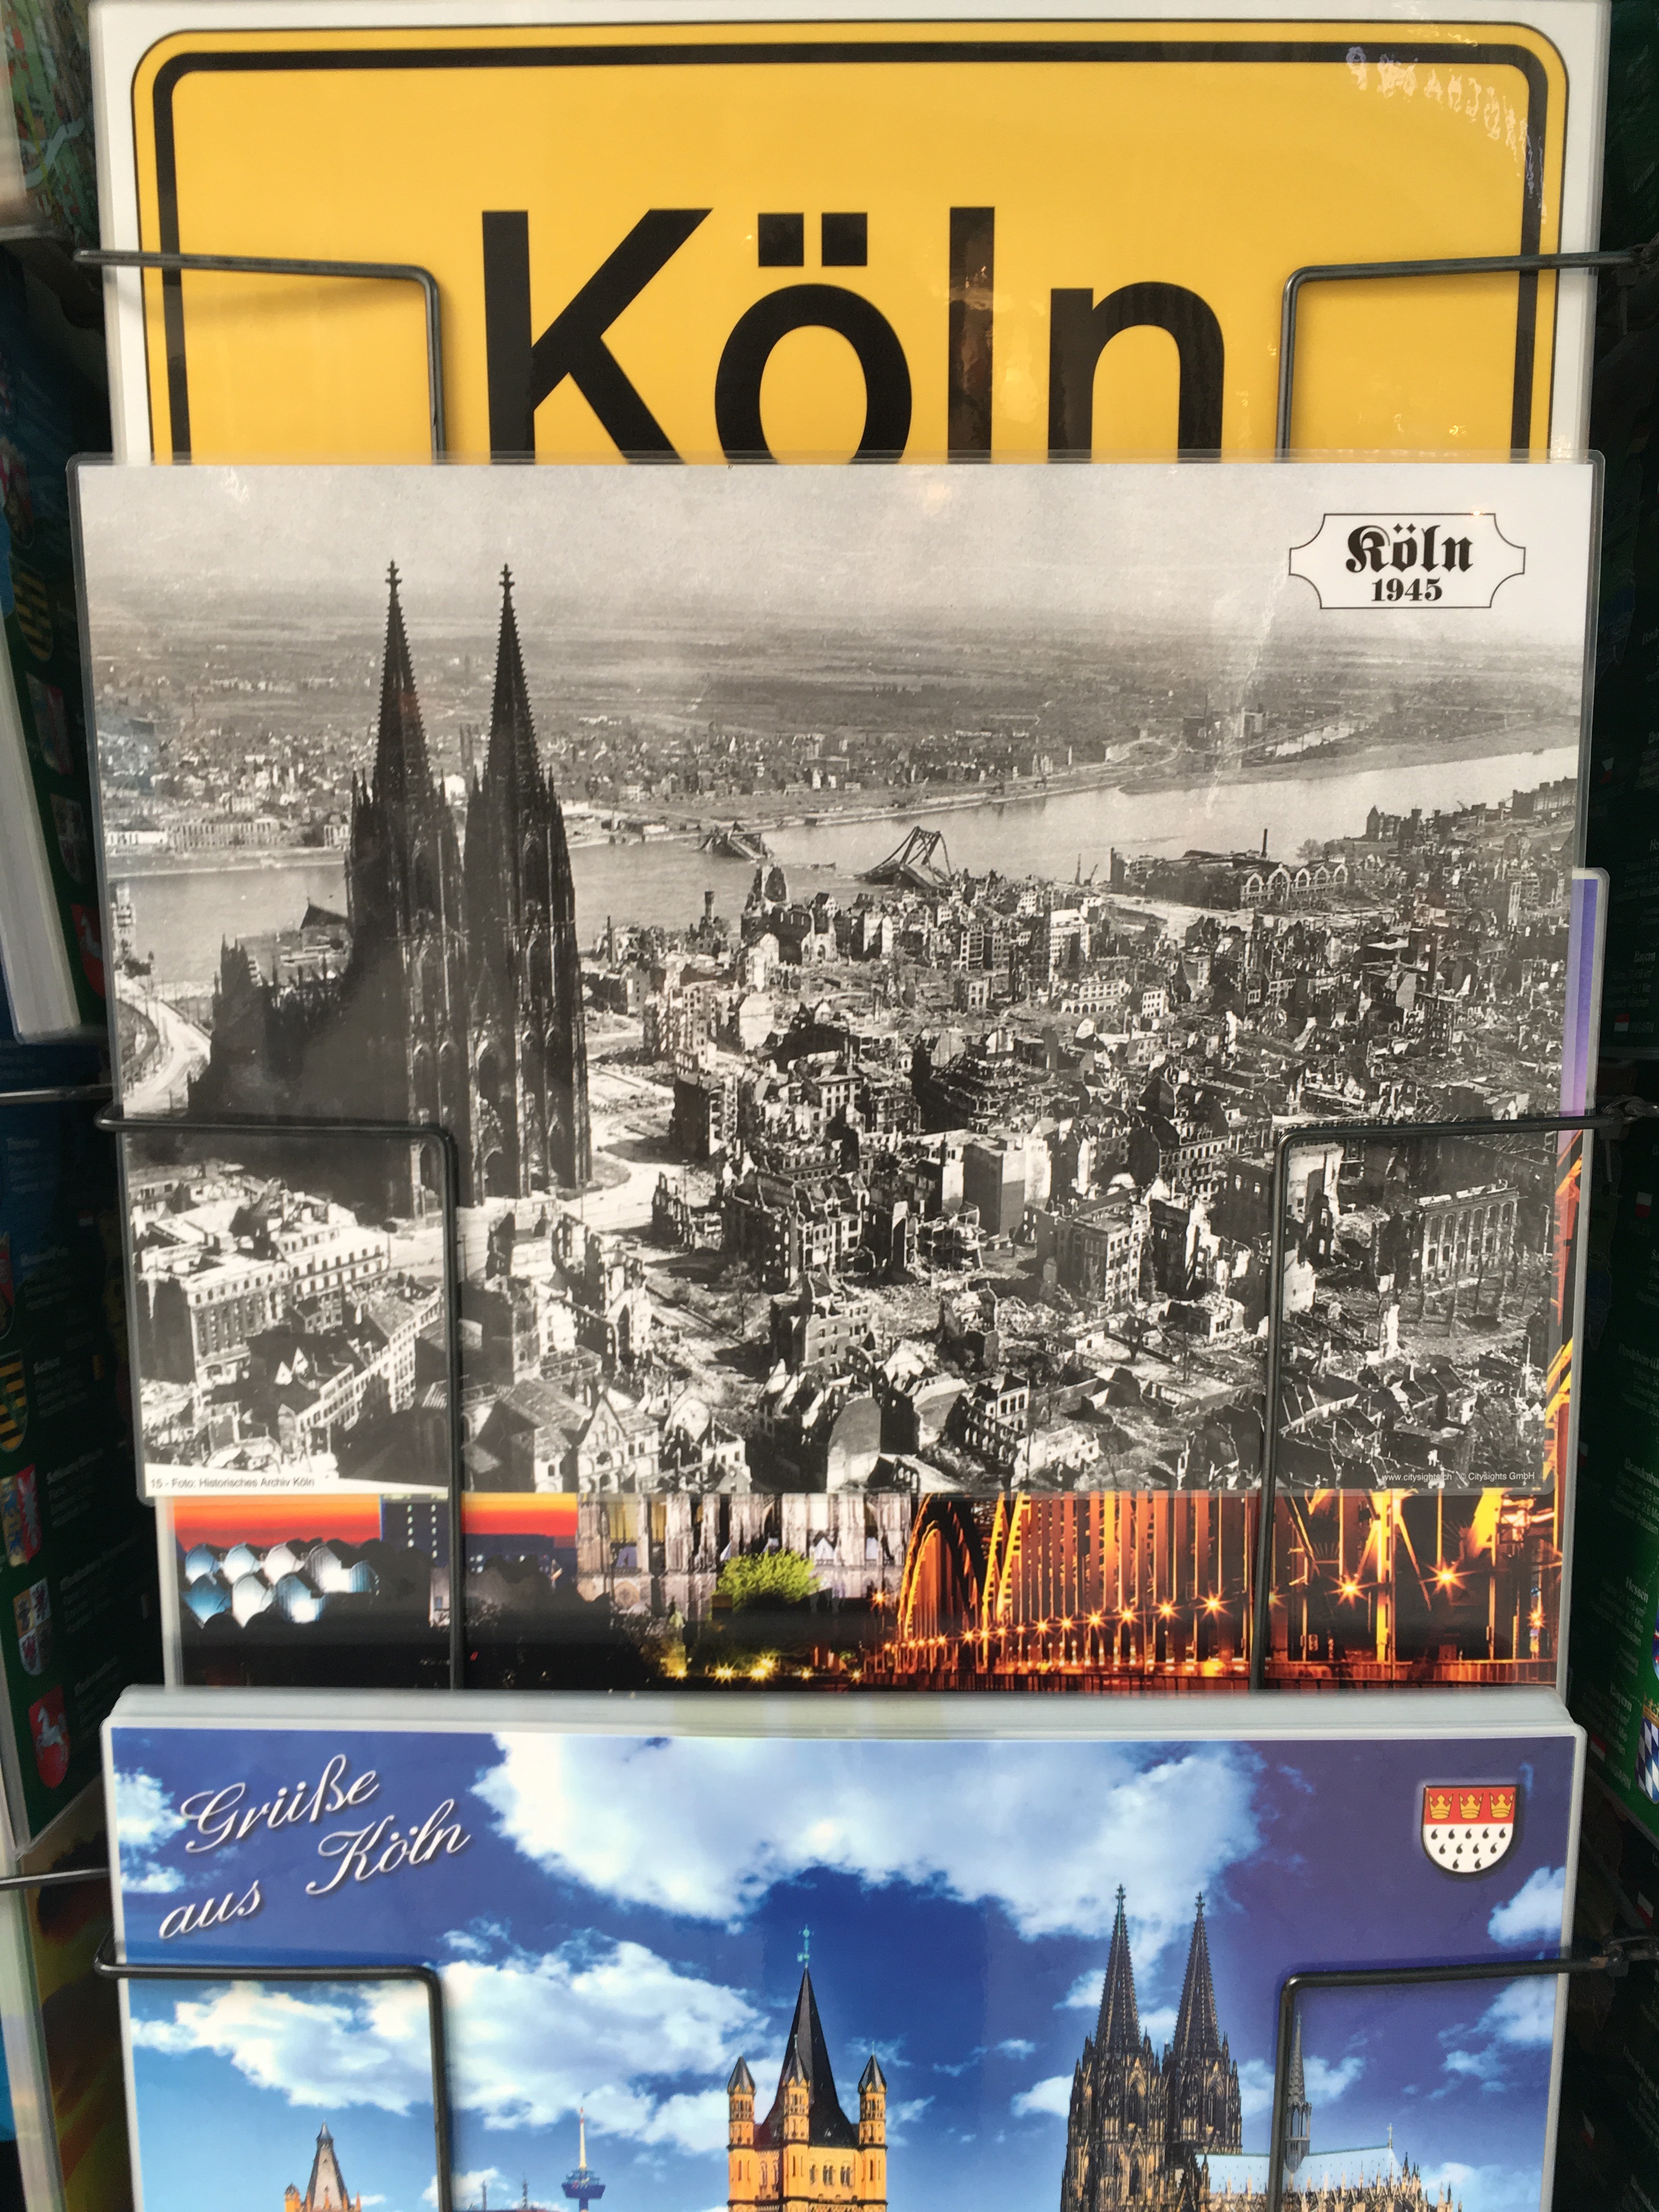 Köln
Köln
1945
15 - Foto: Historisches Archiv Köln
www.citysights.ch © Citysights GmbH
Grüße
aus Köln